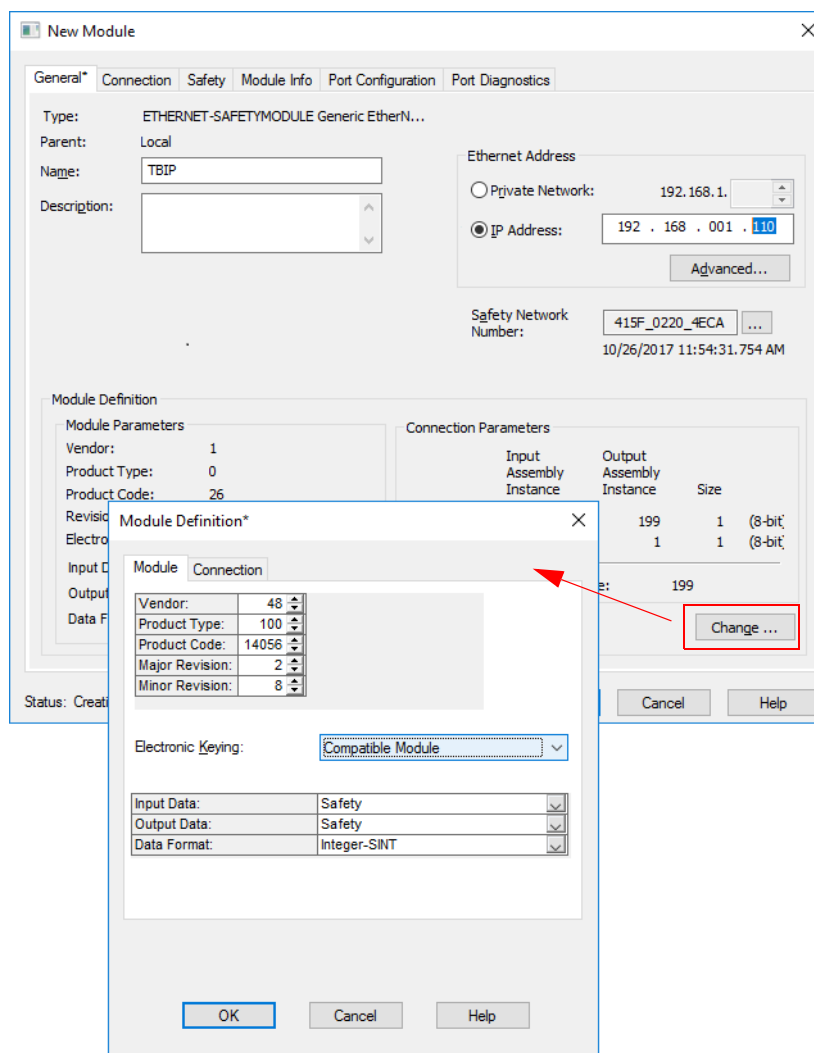 New Module
General* Connection Safety Module Info Port Configuration Port Diagnostics
Type: ETHERNET-SAFETYMODULE Generic EtherN...
Parent: Local
Name: TBIP
Description:
Ethernet Address
Private Network: 192.168.1.
IP Address: 192 . 168 . 001 . 110
Advanced...
Safety Network
Number:
415F_0220_4ECA ...
10/26/2017 11:54:31.754 AM
Module Definition
Module Parameters
Vendor: 1
Product Type: 0
Product Code: 26
Revisio
Electro
Input D
Output
Data F
Connection Parameters
Input Output
Assembly Assembly
Instance Instance Size
199 1 (8-bit)
1 1 (8-bit)
e: 199
Change ...
Status: Creati
Cancel Help
Module Definition*
Module Connection
Vendor: 48
Product Type: 100
Product Code: 14056
Major Revision: 2
Minor Revision: 8
Electronic Keying: Compatible Module
Input Data: Safety
Output Data: Safety
Data Format: Integer-SINT
OK Cancel Help